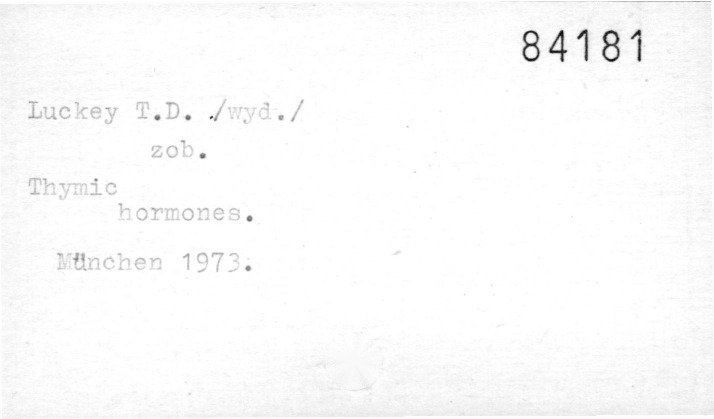 84181
Luckey T.D. /wyd./
zob.
Thymic
hormones.
München 1973.